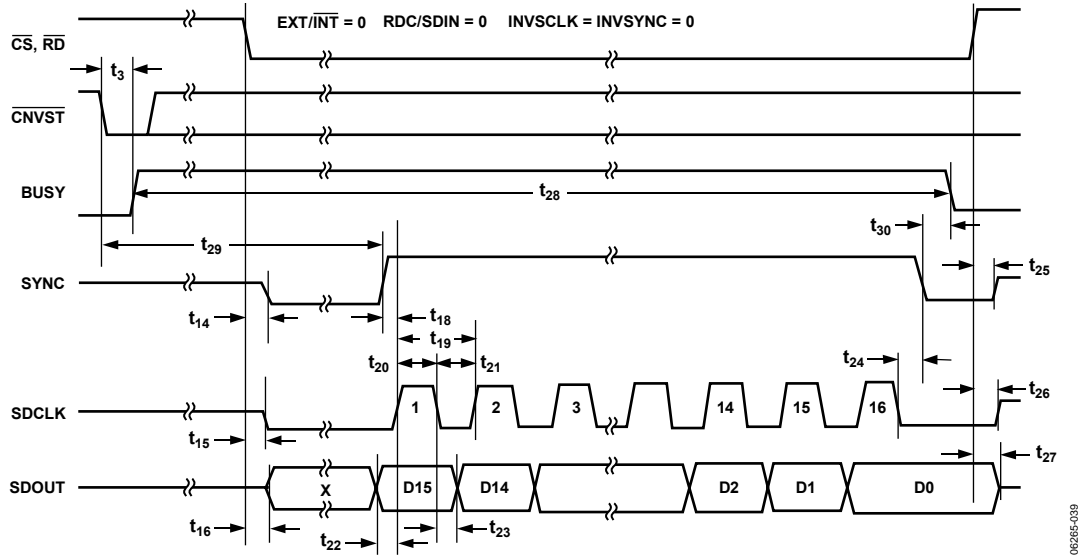 EXT/INT = 0 RDC/SDIN = 0 INVSCLK = INVSYNC = 0
CS, RD
t3
CNVST
BUSY
t28
t29
t30
SYNC
t25
t14
t18
t19
t20
t21
t24
t26
SDCLK
1 2 3 14 15 16
t15
t27
SDOUT
X D15 D14 D2 D1 D0
t16
t22
t23
06265-039